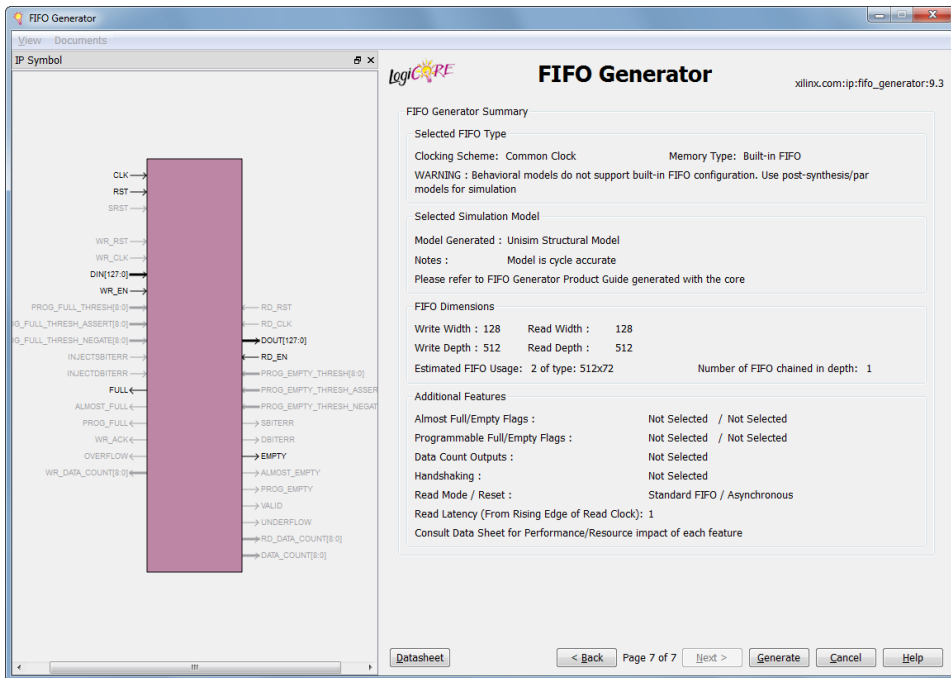 FIFO Generator
View Documents
IP Symbol
CLK
RST
SRST
WR_RST
WR_CLK
DIN[127:0]
WR_EN
PROG_FULL_THRESH[8:0]
G_FULL_THRESH_ASSERT[8:0]
G_FULL_THRESH_NEGATE[8:0]
INJECTSBITERR
INJECTDBITERR
FULL
ALMOST_FULL
PROG_FULL
WR_ACK
OVERFLOW
WR_DATA_COUNT[8:0]
RD_RST
RD_CLK
DOUT[127:0]
RD_EN
PROG_EMPTY_THRESH[8:0]
PROG_EMPTY_THRESH_ASSER
PROG_EMPTY_THRESH_NEGAT
SBITERR
DBITERR
EMPTY
ALMOST_EMPTY
PROG_EMPTY
VALID
UNDERFLOW
RD_DATA_COUNT[8:0]
DATA_COUNT[8:0]
LogiCORE
FIFO Generator
xilinx.com:ip:fifo_generator:9.3
FIFO Generator Summary
Selected FIFO Type
Clocking Scheme: Common Clock Memory Type: Built-in FIFO
WARNING : Behavioral models do not support built-in FIFO configuration. Use post-synthesis/par
models for simulation
Selected Simulation Model
Model Generated : Unisim Structural Model
Notes : Model is cycle accurate
Please refer to FIFO Generator Product Guide generated with the core
FIFO Dimensions
Write Width : 128 Read Width : 128
Write Depth : 512 Read Depth : 512
Estimated FIFO Usage: 2 of type: 512x72 Number of FIFO chained in depth: 1
Additional Features
Almost Full/Empty Flags : Not Selected / Not Selected
Programmable Full/Empty Flags : Not Selected / Not Selected
Data Count Outputs : Not Selected
Handshaking : Not Selected
Read Mode / Reset : Standard FIFO / Asynchronous
Read Latency (From Rising Edge of Read Clock): 1
Consult Data Sheet for Performance/Resource impact of each feature
Datasheet < Back Page 7 of 7 Next > Generate Cancel Help